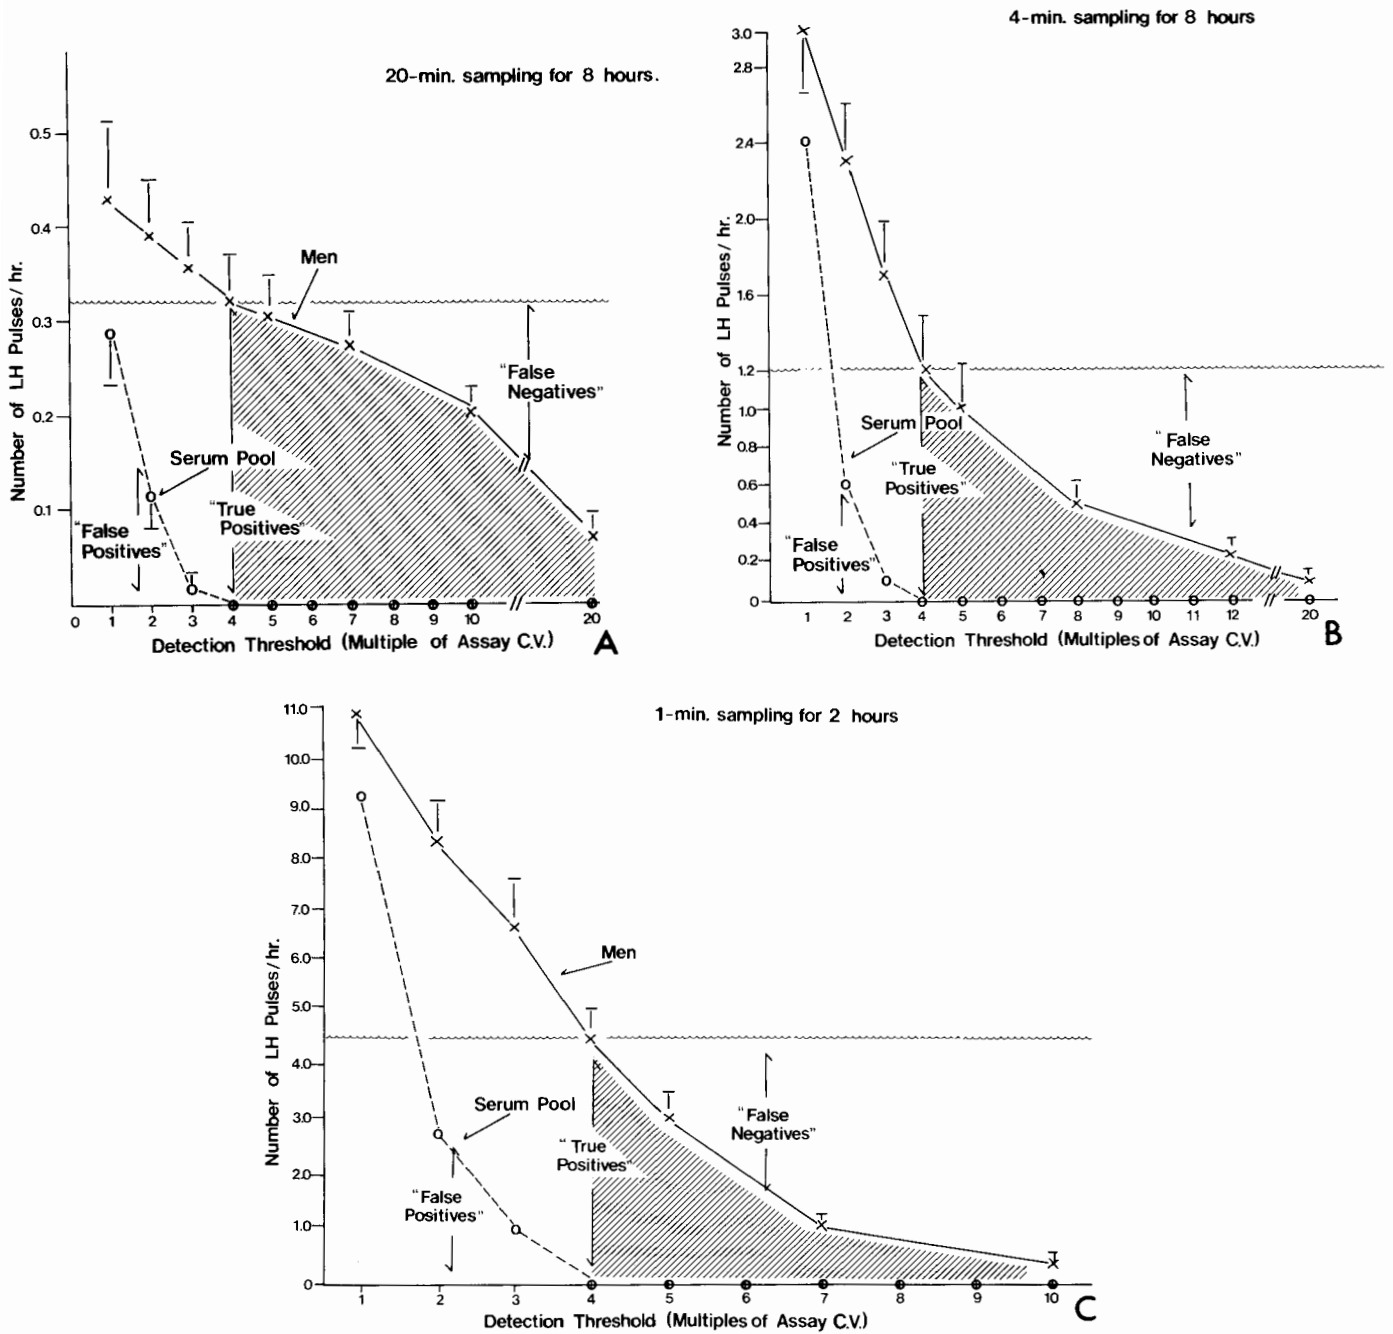 20-min. sampling for 8 hours.
Number of LH Pulses/hr.
0.5
0.4
0.3
0.2
0.1
Men
"False
Negatives"
Serum Pool
"True
Positives"
"False
Positives"
0 1 2 3 4 5 6 7 8 9 10 20
Detection Threshold (Multiple of Assay C.V.)
A
4-min. sampling for 8 hours
Number of LH Pulses/hr.
3.0
2.8
2.4
2.0
1.6
1.2
1.0
0.8
0.6
0.4
0.2
0
Serum Pool
"True
Positives"
"False
Negatives"
"False
Positives"
1 2 3 4 5 6 7 8 9 10 11 12 20
Detection Threshold (Multiples of Assay C.V.)
B
1-min. sampling for 2 hours
Number of LH Pulses/hr.
11.0
10.0
9.0
8.0
7.0
6.0
5.0
4.0
3.0
2.0
1.0
0
Men
Serum Pool
"False
Negatives"
"True
Positives"
"False
Positives"
1 2 3 4 5 6 7 8 9 10
Detection Threshold (Multiples of Assay C.V.)
C